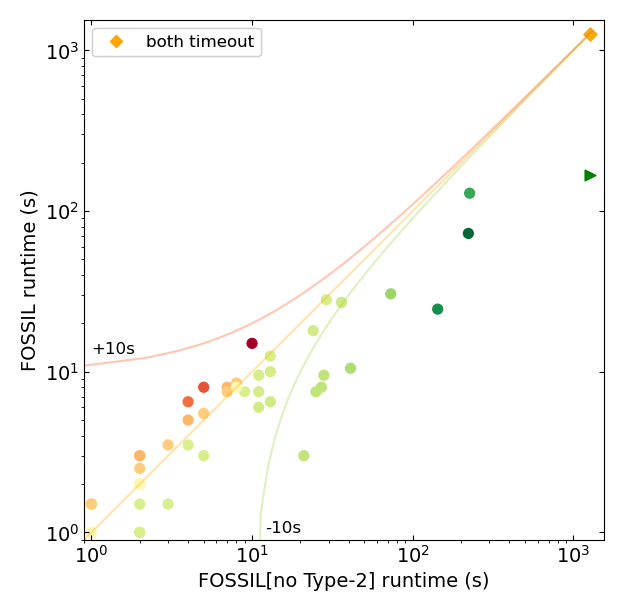 both timeout
10³
10²
10¹
10⁰
FOSSIL runtime (s)
+10s
-10s
10⁰ 10¹ 10² 10³
FOSSIL[no Type-2] runtime (s)